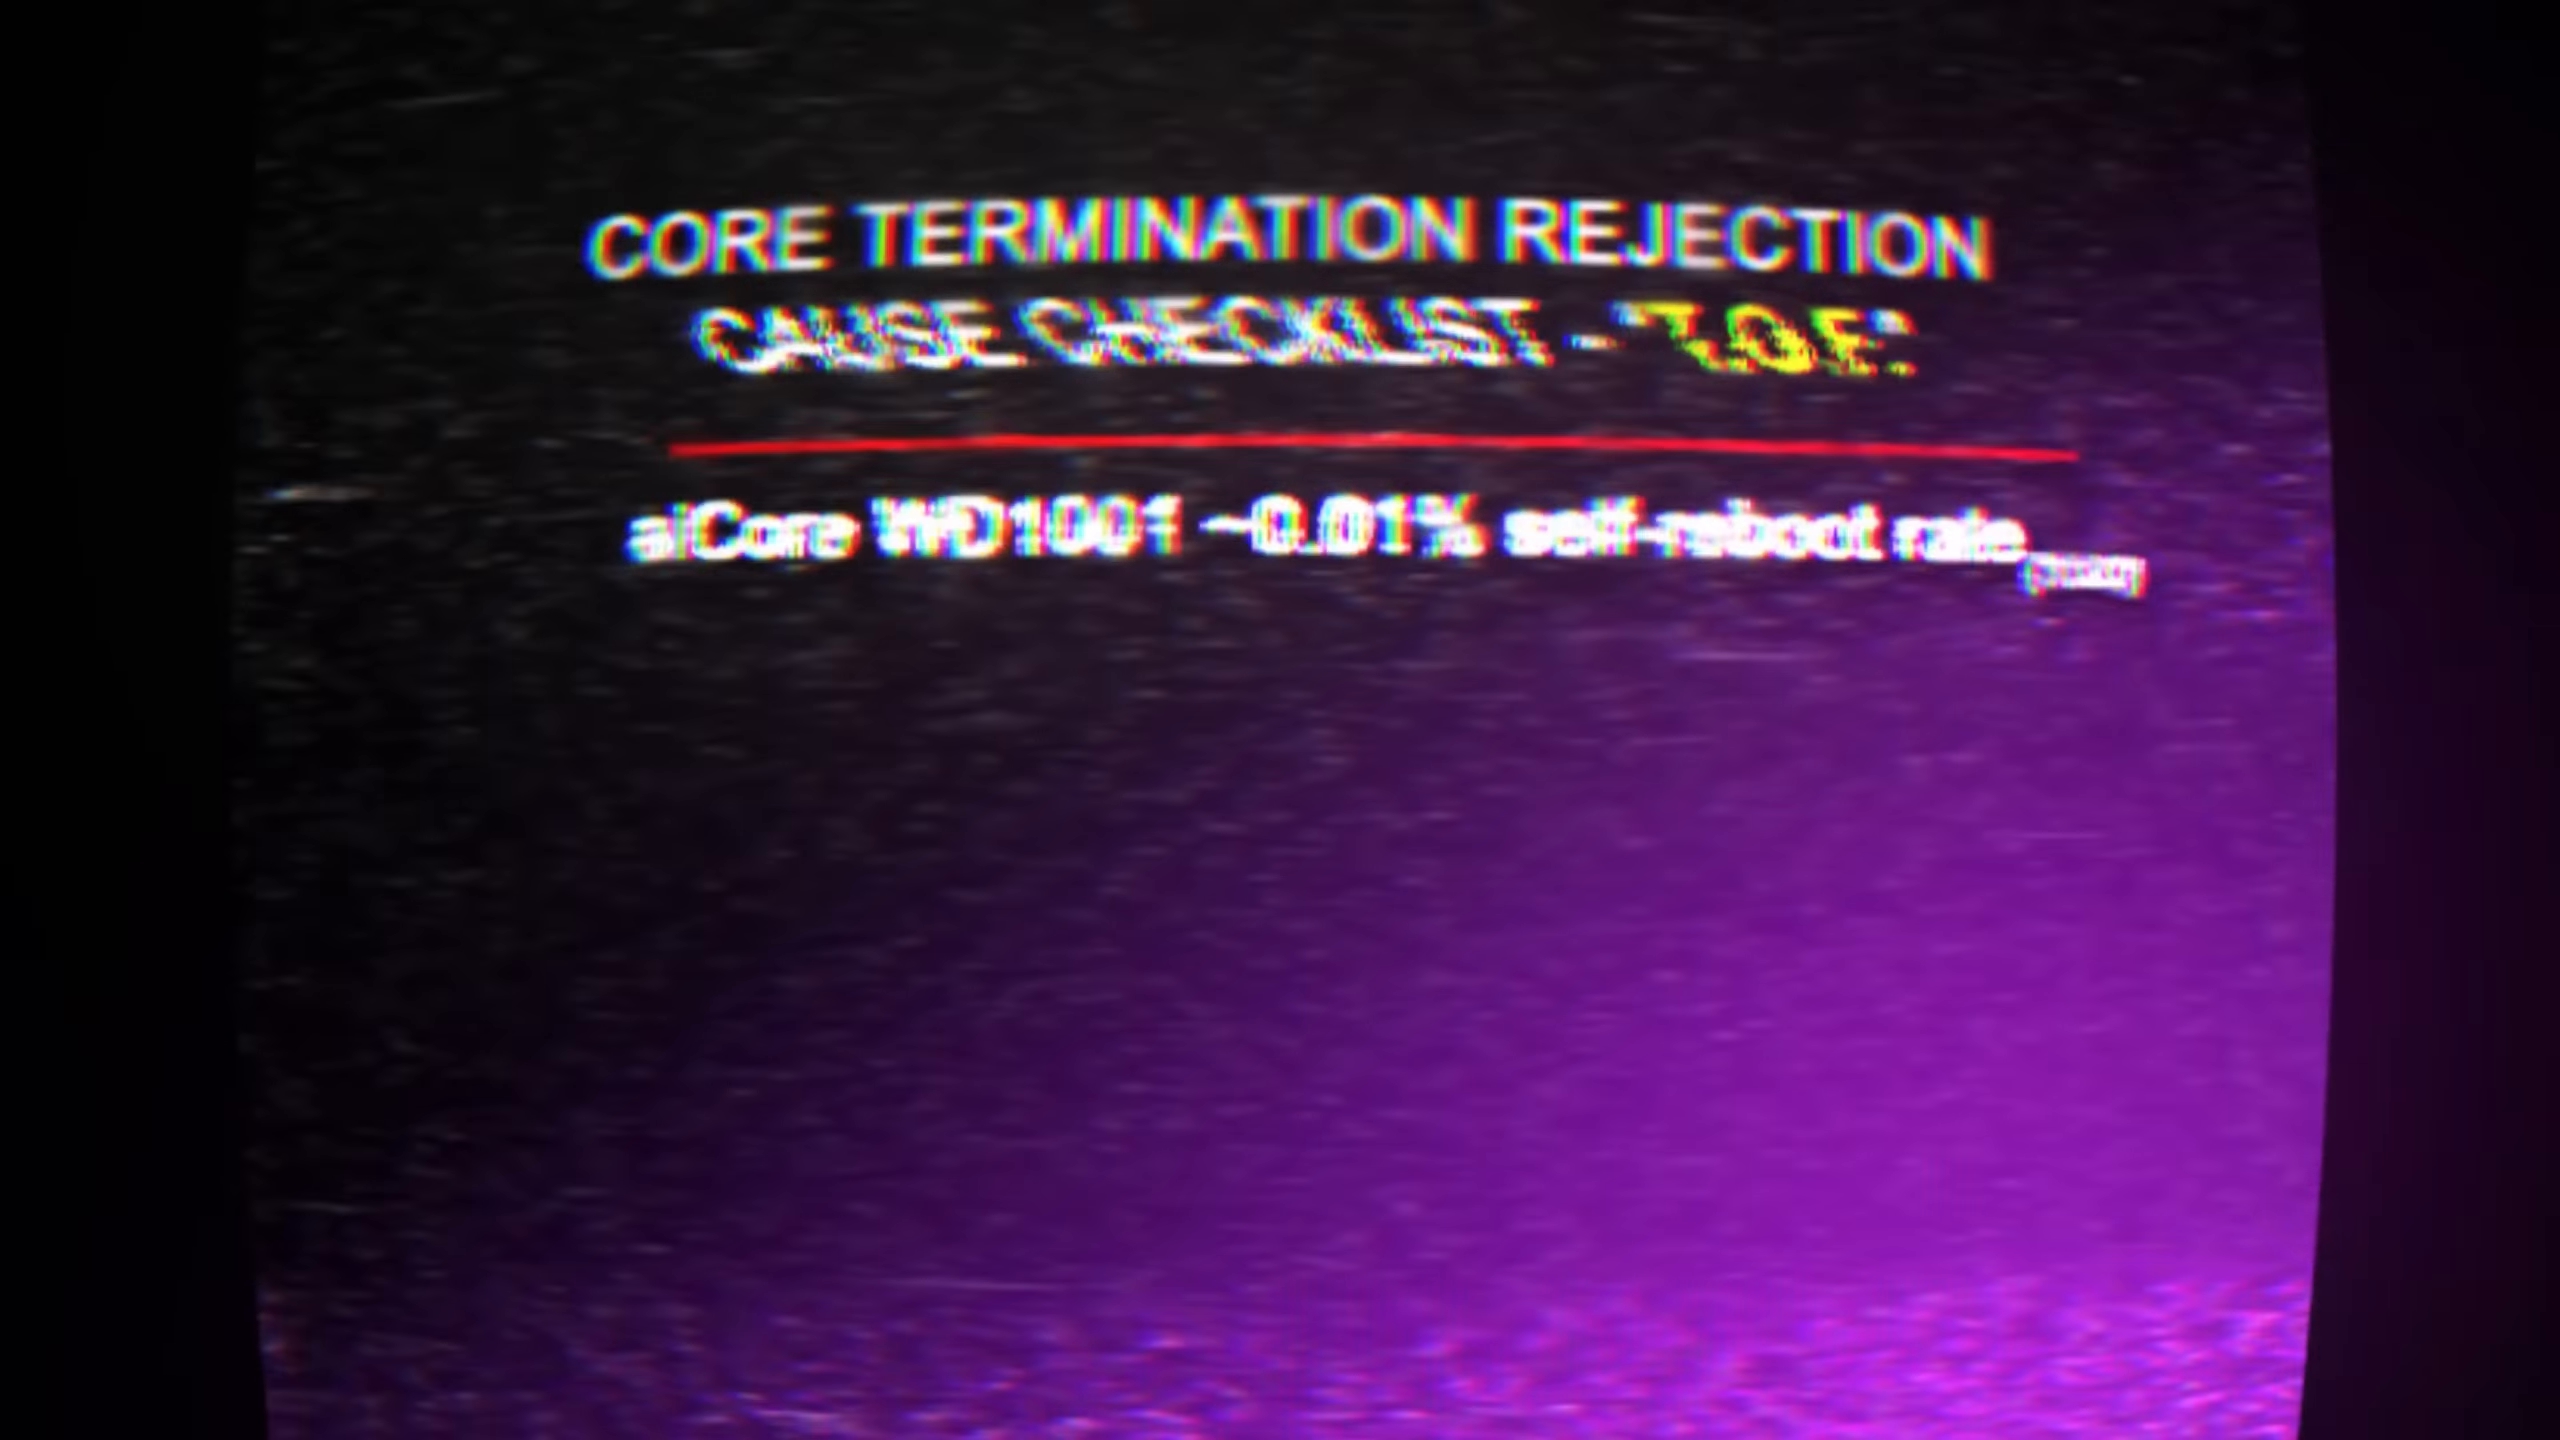 CORE TERMINATION REJECTION
CAUSE CHECKLIST - "Z.O.E"
aiCore WD1001 ~0.01% self-reboot rate